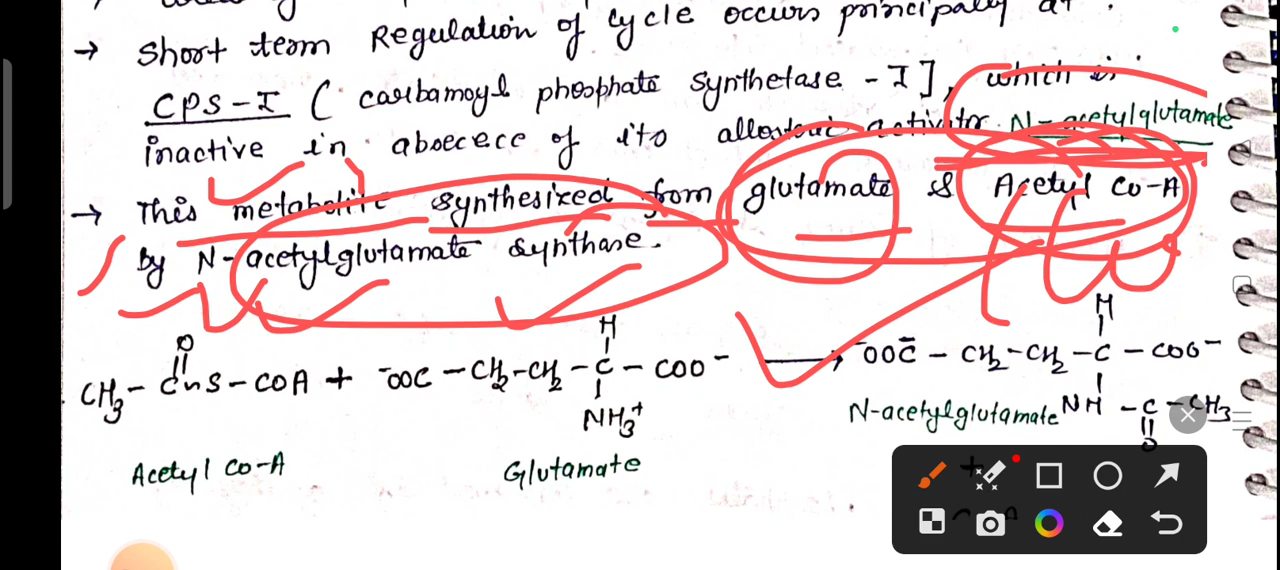 → Short term Regulation of cycle occurs principally at
CPS-I ( carbamoyl phosphate synthetase - I ], which is
inactive in absecece of ito allosteric activator N-acetylglutamate
→ This metabolite synthesized from glutamate & Acetyl Co-A
by N-acetylglutamate synthase.
O H H
CH3 - C~S - COA + -OOC - CH2-CH2 - C - COO- → -OOC - CH2-CH2 - C - COO-
NH3+ NH - C - CH3
N-acetylglutamate O
Acetyl Co-A Glutamate +